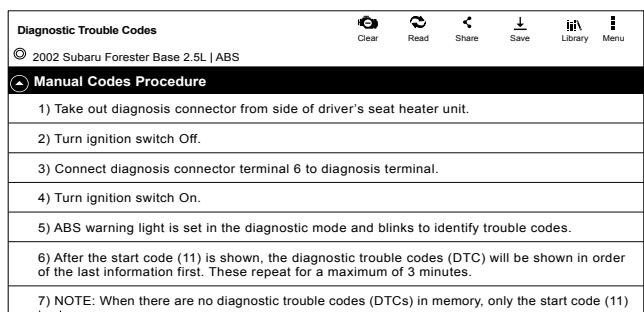 Diagnostic Trouble Codes
Clear Read Share Save Library Menu
2002 Subaru Forester Base 2.5L | ABS
Manual Codes Procedure
1) Take out diagnosis connector from side of driver's seat heater unit.
2) Turn ignition switch Off.
3) Connect diagnosis connector terminal 6 to diagnosis terminal.
4) Turn ignition switch On.
5) ABS warning light is set in the diagnostic mode and blinks to identify trouble codes.
6) After the start code (11) is shown, the diagnostic trouble codes (DTC) will be shown in order
of the last information first. These repeat for a maximum of 3 minutes.
7) NOTE: When there are no diagnostic trouble codes (DTCs) in memory, only the start code (11)